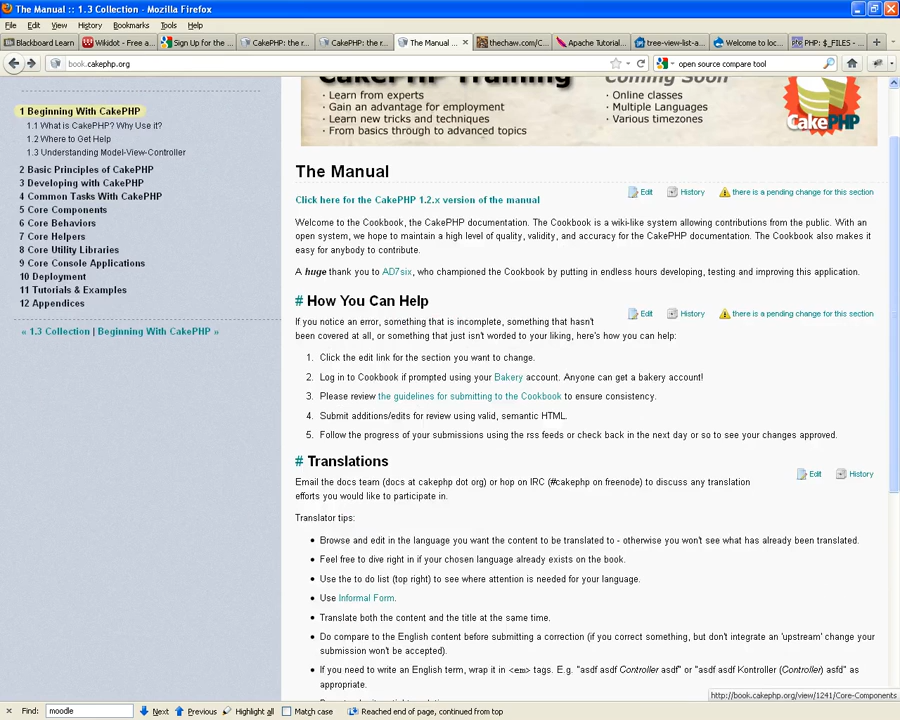 The Manual :: 1.3 Collection - Mozilla Firefox
File Edit View History Bookmarks Tools Help
Blackboard Learn
Wikidot - Free a...
Sign Up for the ...
CakePHP: the r...
CakePHP: the r...
The Manual ...
thechaw.com/C...
Apache Tutorial...
tree-view-list-a...
Welcome to loc...
PHP: $_FILES - ...
book.cakephp.org
open source compare tool
CakePHP Training
Coming Soon
· Learn from experts
· Gain an advantage for employment
· Learn new tricks and techniques
· From basics through to advanced topics
· Online classes
· Multiple Languages
· Various timezones
CakePHP
1 Beginning With CakePHP
1.1 What is CakePHP? Why Use it?
1.2 Where to Get Help
1.3 Understanding Model-View-Controller
2 Basic Principles of CakePHP
3 Developing with CakePHP
4 Common Tasks With CakePHP
5 Core Components
6 Core Behaviors
7 Core Helpers
8 Core Utility Libraries
9 Core Console Applications
10 Deployment
11 Tutorials & Examples
12 Appendices
« 1.3 Collection | Beginning With CakePHP »
The Manual
Edit History there is a pending change for this section
Click here for the CakePHP 1.2.x version of the manual
Welcome to the Cookbook, the CakePHP documentation. The Cookbook is a wiki-like system allowing contributions from the public. With an
open system, we hope to maintain a high level of quality, validity, and accuracy for the CakePHP documentation. The Cookbook also makes it
easy for anybody to contribute.
A huge thank you to AD7six, who championed the Cookbook by putting in endless hours developing, testing and improving this application.
# How You Can Help
Edit History there is a pending change for this section
If you notice an error, something that is incomplete, something that hasn't
been covered at all, or something that just isn't worded to your liking, here's how you can help:
1. Click the edit link for the section you want to change.
2. Log in to Cookbook if prompted using your Bakery account. Anyone can get a bakery account!
3. Please review the guidelines for submitting to the Cookbook to ensure consistency.
4. Submit additions/edits for review using valid, semantic HTML.
5. Follow the progress of your submissions using the rss feeds or check back in the next day or so to see your changes approved.
# Translations
Edit History
Email the docs team (docs at cakephp dot org) or hop on IRC (#cakephp on freenode) to discuss any translation
efforts you would like to participate in.
Translator tips:
• Browse and edit in the language you want the content to be translated to - otherwise you won't see what has already been translated.
• Feel free to dive right in if your chosen language already exists on the book.
• Use the to do list (top right) to see where attention is needed for your language.
• Use Informal Form.
• Translate both the content and the title at the same time.
• Do compare to the English content before submitting a correction (if you correct something, but don't integrate an 'upstream' change your
submission won't be accepted).
• If you need to write an English term, wrap it in <em> tags. E.g. "asdf asdf Controller asdf" or "asdf asdf Kontroller (Controller) asfd" as
appropriate.
http://book.cakephp.org/view/1241/Core-Components
Find: moodle Next Previous Highlight all Match case Reached end of page, continued from top